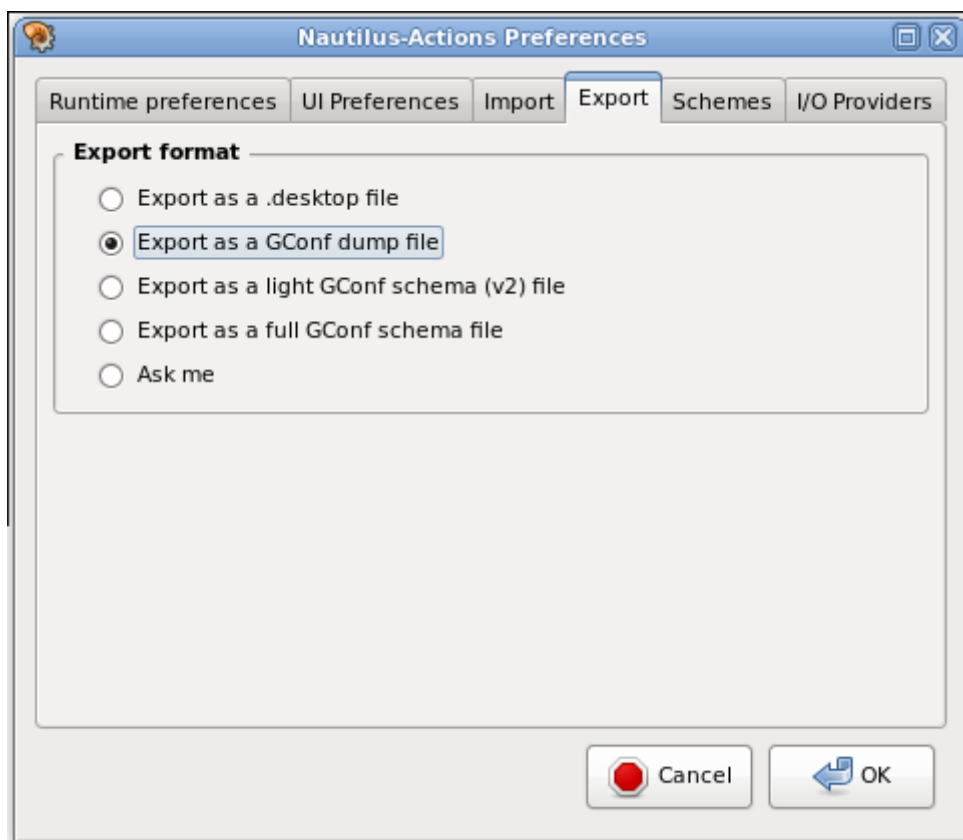 Nautilus-Actions Preferences
Runtime preferences UI Preferences Import Export Schemes I/O Providers
Export format
Export as a .desktop file
Export as a GConf dump file
Export as a light GConf schema (v2) file
Export as a full GConf schema file
Ask me
Cancel OK